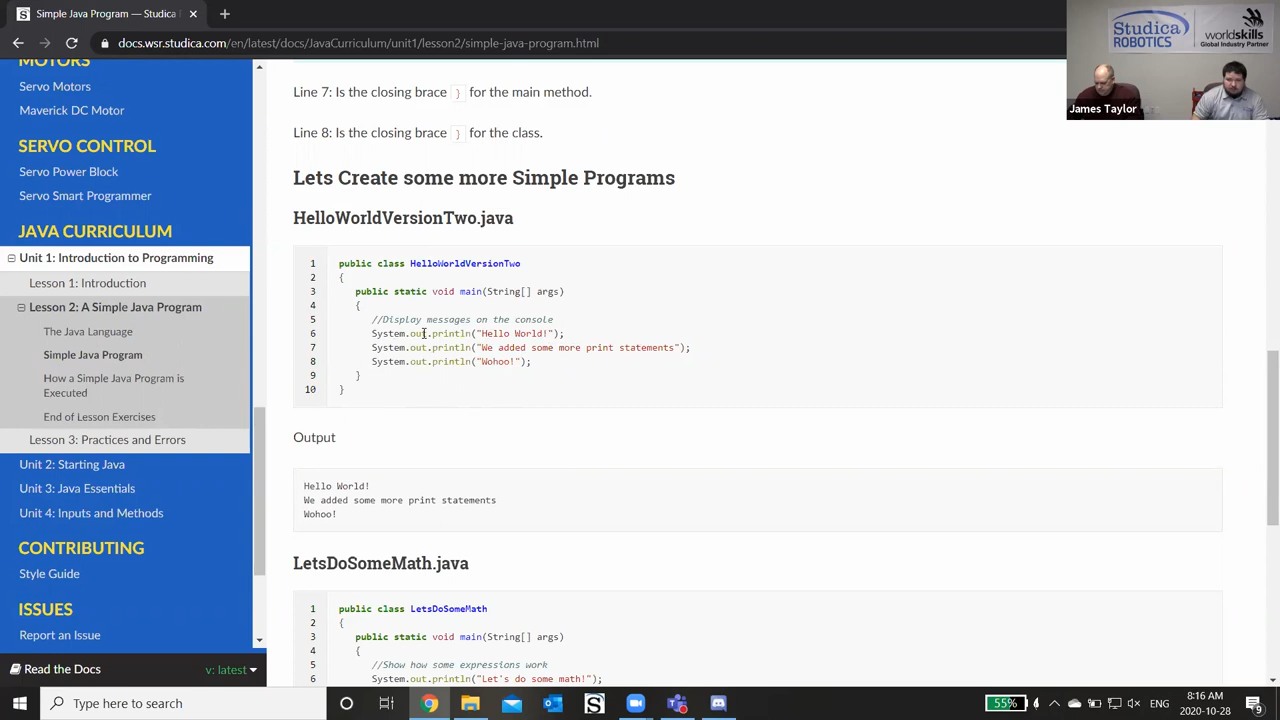 Simple Java Program — Studica R
docs.wsr.studica.com/en/latest/docs/JavaCurriculum/unit1/lesson2/simple-java-program.html
Studica
ROBOTICS
worldskills
Global Industry Partner
James Taylor
MOTORS
Servo Motors
Maverick DC Motor
SERVO CONTROL
Servo Power Block
Servo Smart Programmer
JAVA CURRICULUM
Unit 1: Introduction to Programming
Lesson 1: Introduction
Lesson 2: A Simple Java Program
The Java Language
Simple Java Program
How a Simple Java Program is
Executed
End of Lesson Exercises
Lesson 3: Practices and Errors
Unit 2: Starting Java
Unit 3: Java Essentials
Unit 4: Inputs and Methods
CONTRIBUTING
Style Guide
ISSUES
Report an Issue
Read the Docs
v: latest
Line 7: Is the closing brace } for the main method.
Line 8: Is the closing brace } for the class.
Lets Create some more Simple Programs
HelloWorldVersionTwo.java
1 public class HelloWorldVersionTwo
2 {
3 public static void main(String[] args)
4 {
5 //Display messages on the console
6 System.out.println("Hello World!");
7 System.out.println("We added some more print statements");
8 System.out.println("Wohoo!");
9 }
10 }
Output
Hello World!
We added some more print statements
Wohoo!
LetsDoSomeMath.java
1 public class LetsDoSomeMath
2 {
3 public static void main(String[] args)
4 {
5 //Show how some expressions work
6 System.out.println("Let's do some math!");
Type here to search
55%
ENG
8:16 AM
2020-10-28
9